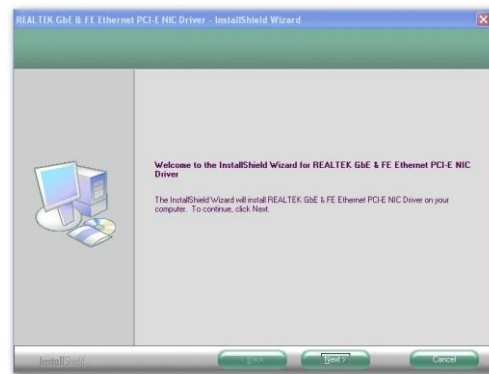 REALTEK GbE & FE Ethernet PCI-E NIC Driver - InstallShield Wizard
Welcome to the InstallShield Wizard for REALTEK GbE & FE Ethernet PCI-E NIC
Driver
The InstallShield Wizard will install REALTEK GbE & FE Ethernet PCI-E NIC Driver on your
computer. To continue, click Next.
InstallShield
< Back
Next >
Cancel